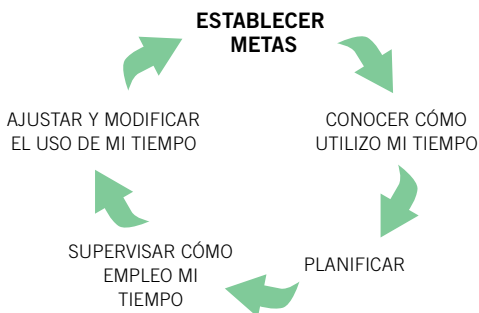 ESTABLECER
METAS
CONOCER CÓMO
UTILIZO MI TIEMPO
PLANIFICAR
SUPERVISAR CÓMO
EMPLEO MI
TIEMPO
AJUSTAR Y MODIFICAR
EL USO DE MI TIEMPO